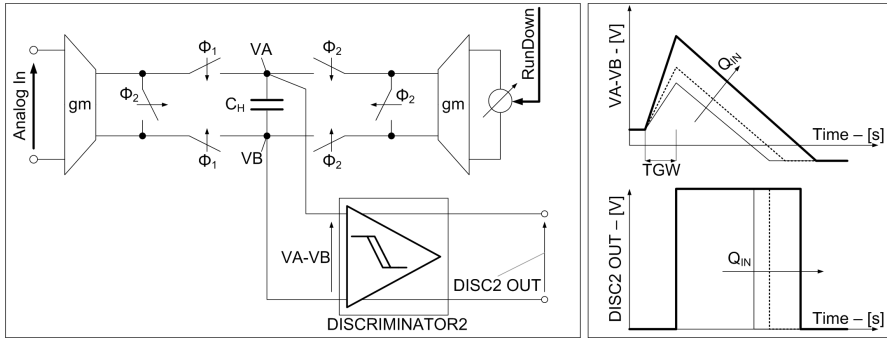 Analog In
gm
Φ2
Φ1
VA
Φ2
CH
Φ1
VB
Φ2
Φ2
gm
RunDown
VA-VB
DISC2 OUT
DISCRIMINATOR2
VA-VB - [V]
QIN
Time – [s]
TGW
DISC2 OUT – [V]
QIN
Time – [s]